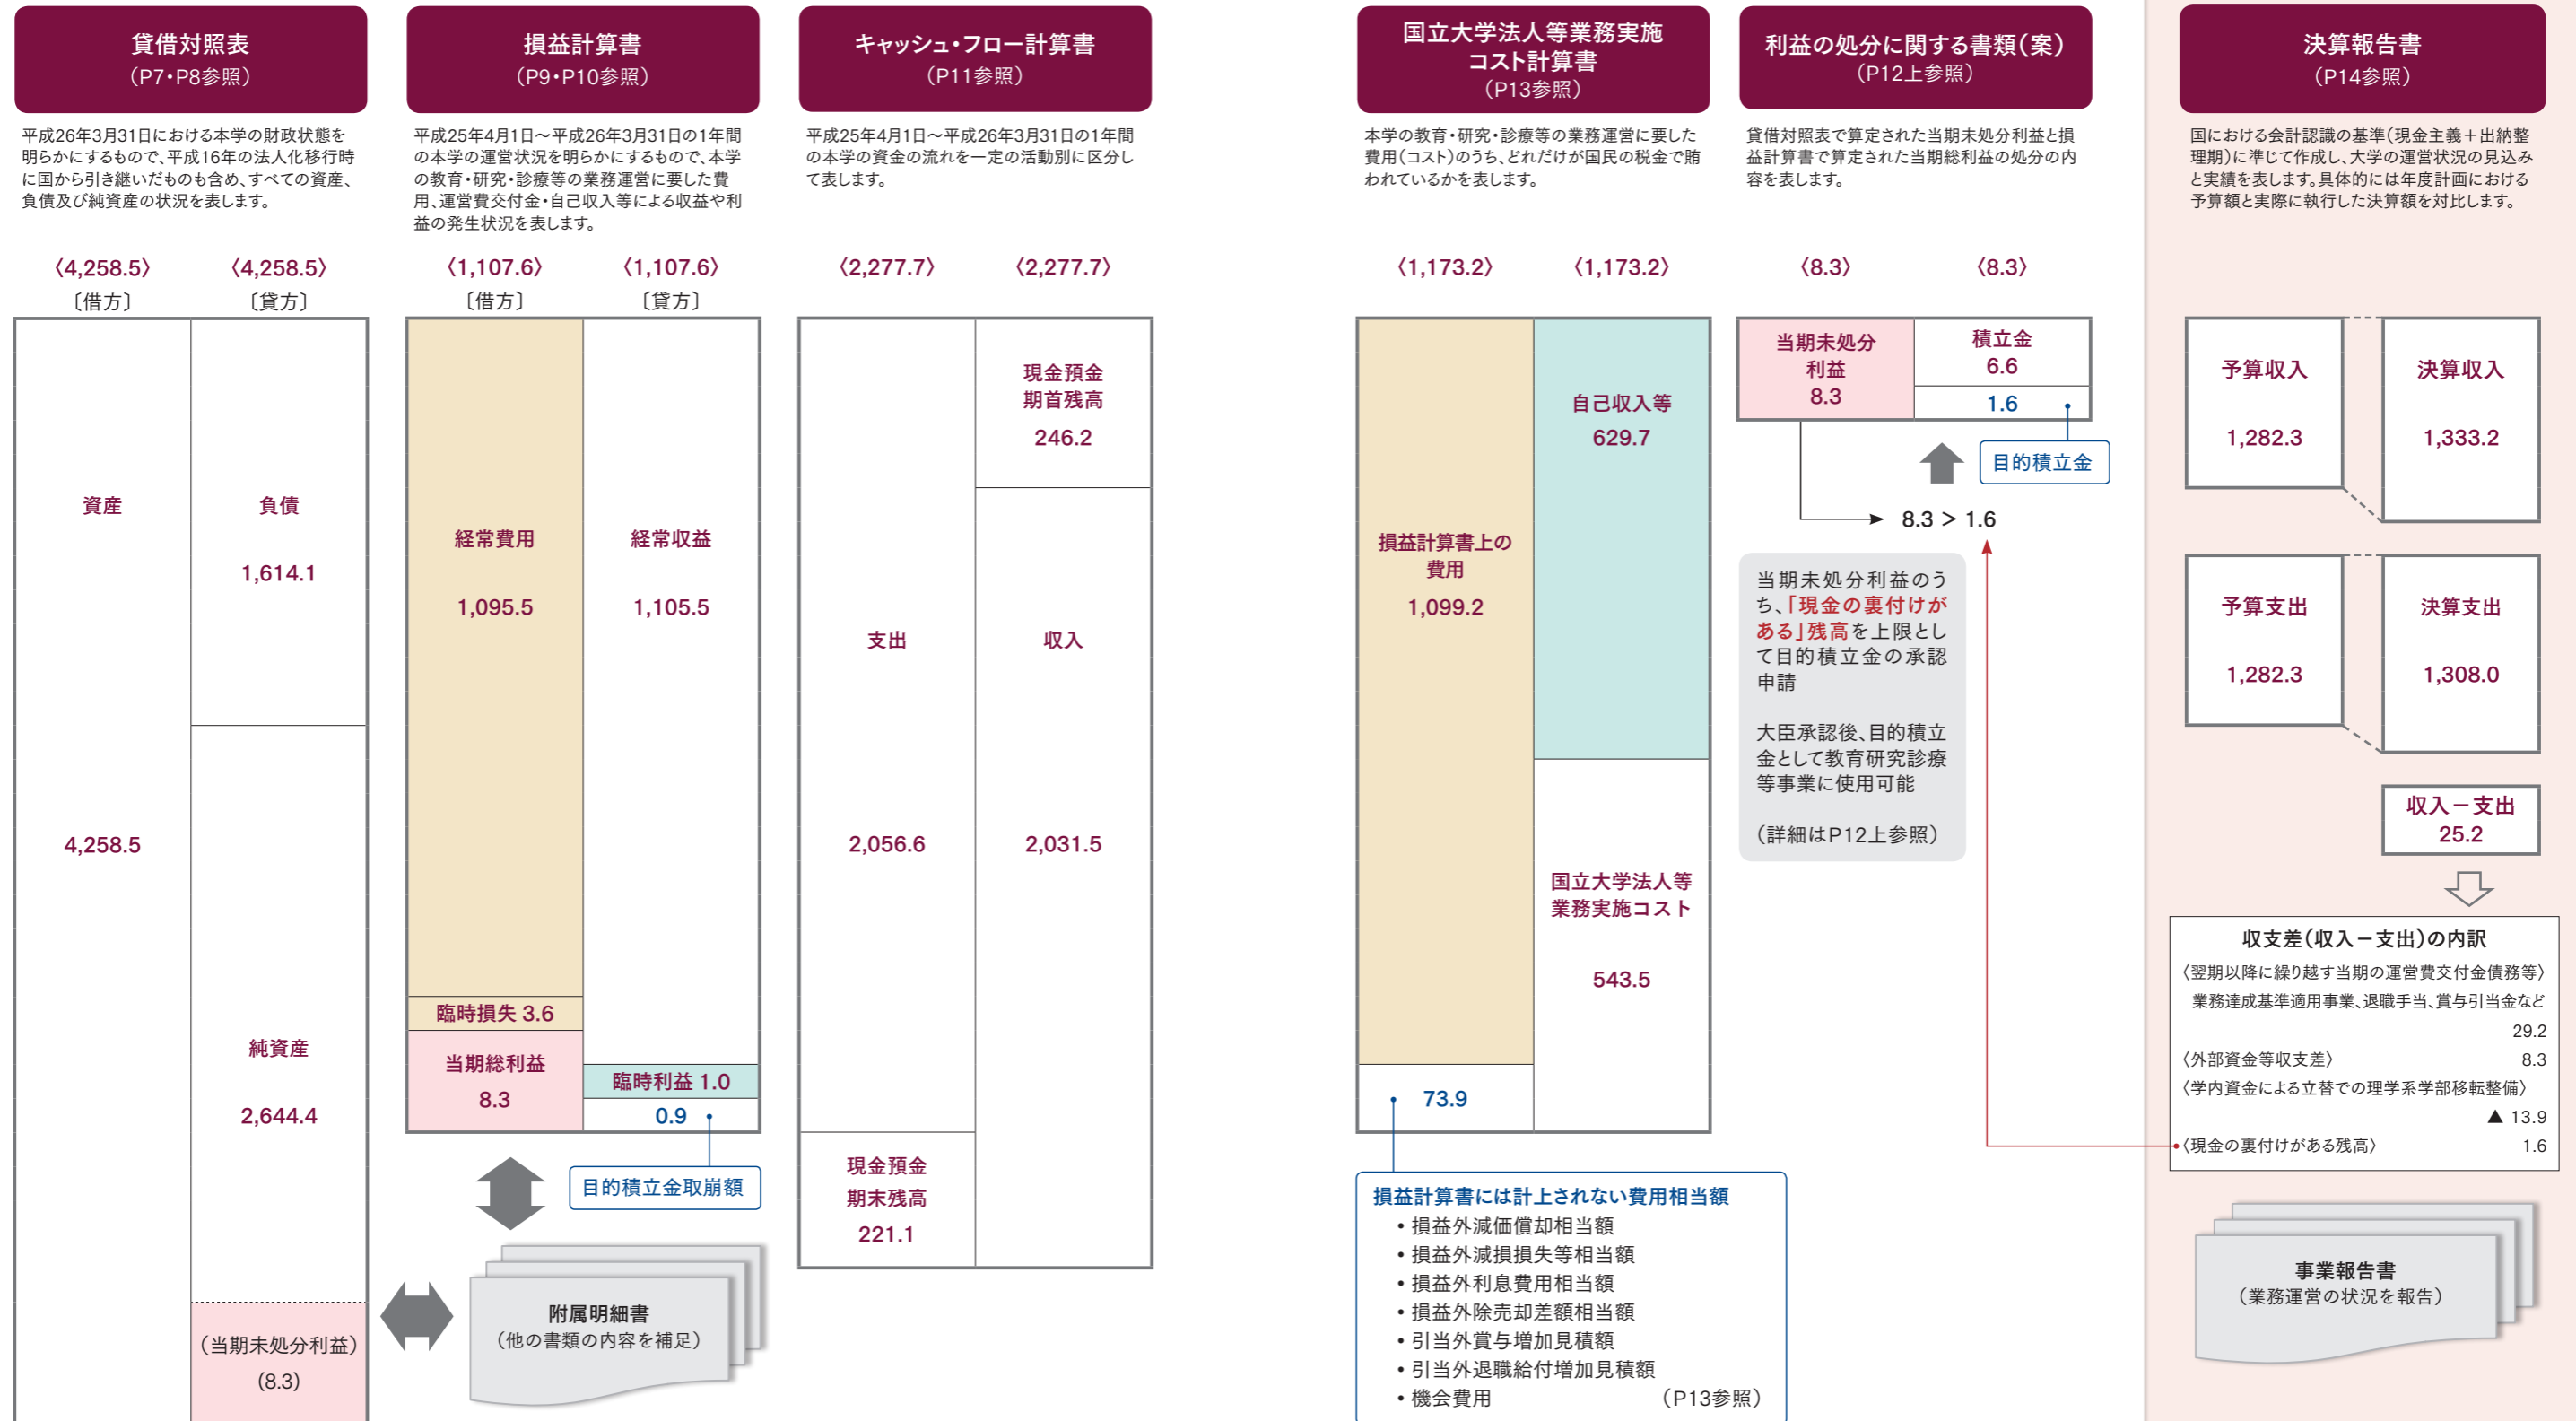 貸借対照表
(P7・P8参照)
平成26年3月31日における本学の財政状態を
明らかにするもので、平成16年の法人化移行時
に国から引き継いだものも含め、すべての資産、
負債及び純資産の状況を表します。
〈4,258.5〉
〔借方〕
〈4,258.5〉
〔貸方〕
資産
4,258.5
負債
1,614.1
純資産
2,644.4
(当期未処分利益)
(8.3)
損益計算書
(P9・P10参照)
平成25年4月1日～平成26年3月31日の1年間
の本学の運営状況を明らかにするもので、本学
の教育・研究・診療等の業務運営に要した費
用、運営費交付金・自己収入等による収益や利
益の発生状況を表します。
〈1,107.6〉
〔借方〕
〈1,107.6〉
〔貸方〕
経常費用
1,095.5
臨時損失 3.6
当期総利益
8.3
経常収益
1,105.5
臨時利益 1.0
0.9
目的積立金取崩額
附属明細書
(他の書類の内容を補足)
キャッシュ・フロー計算書
(P11参照)
平成25年4月1日～平成26年3月31日の1年間
の本学の資金の流れを一定の活動別に区分し
て表します。
〈2,277.7〉
〈2,277.7〉
支出
2,056.6
現金預金
期末残高
221.1
現金預金
期首残高
246.2
収入
2,031.5
国立大学法人等業務実施
コスト計算書
(P13参照)
本学の教育・研究・診療等の業務運営に要した
費用(コスト)のうち、どれだけが国民の税金で賄
われているかを表します。
〈1,173.2〉
〈1,173.2〉
損益計算書上の
費用
1,099.2
73.9
自己収入等
629.7
国立大学法人等
業務実施コスト
543.5
損益計算書には計上されない費用相当額
・損益外減価償却相当額
・損益外減損損失等相当額
・損益外利息費用相当額
・損益外除売却差額相当額
・引当外賞与増加見積額
・引当外退職給付増加見積額
・機会費用 (P13参照)
利益の処分に関する書類(案)
(P12上参照)
貸借対照表で算定された当期未処分利益と損
益計算書で算定された当期総利益の処分の内
容を表します。
〈8.3〉
〈8.3〉
当期未処分
利益
8.3
積立金
6.6
1.6
目的積立金
8.3 > 1.6
当期未処分利益のう
ち、「現金の裏付けが
ある」残高を上限とし
て目的積立金の承認
申請
大臣承認後、目的積立
金として教育研究診療
等事業に使用可能
(詳細はP12上参照)
決算報告書
(P14参照)
国における会計認識の基準(現金主義+出納整
理期)に準じて作成し、大学の運営状況の見込み
と実績を表します。具体的には年度計画における
予算額と実際に執行した決算額を対比します。
予算収入
1,282.3
決算収入
1,333.2
予算支出
1,282.3
決算支出
1,308.0
収入－支出
25.2
収支差(収入－支出)の内訳
〈翌期以降に繰り越す当期の運営費交付金債務等〉
業務達成基準適用事業、退職手当、賞与引当金など
29.2
〈外部資金等収支差〉 8.3
〈学内資金による立替での理学系学部移転整備〉
▲ 13.9
〈現金の裏付けがある残高〉 1.6
事業報告書
(業務運営の状況を報告)